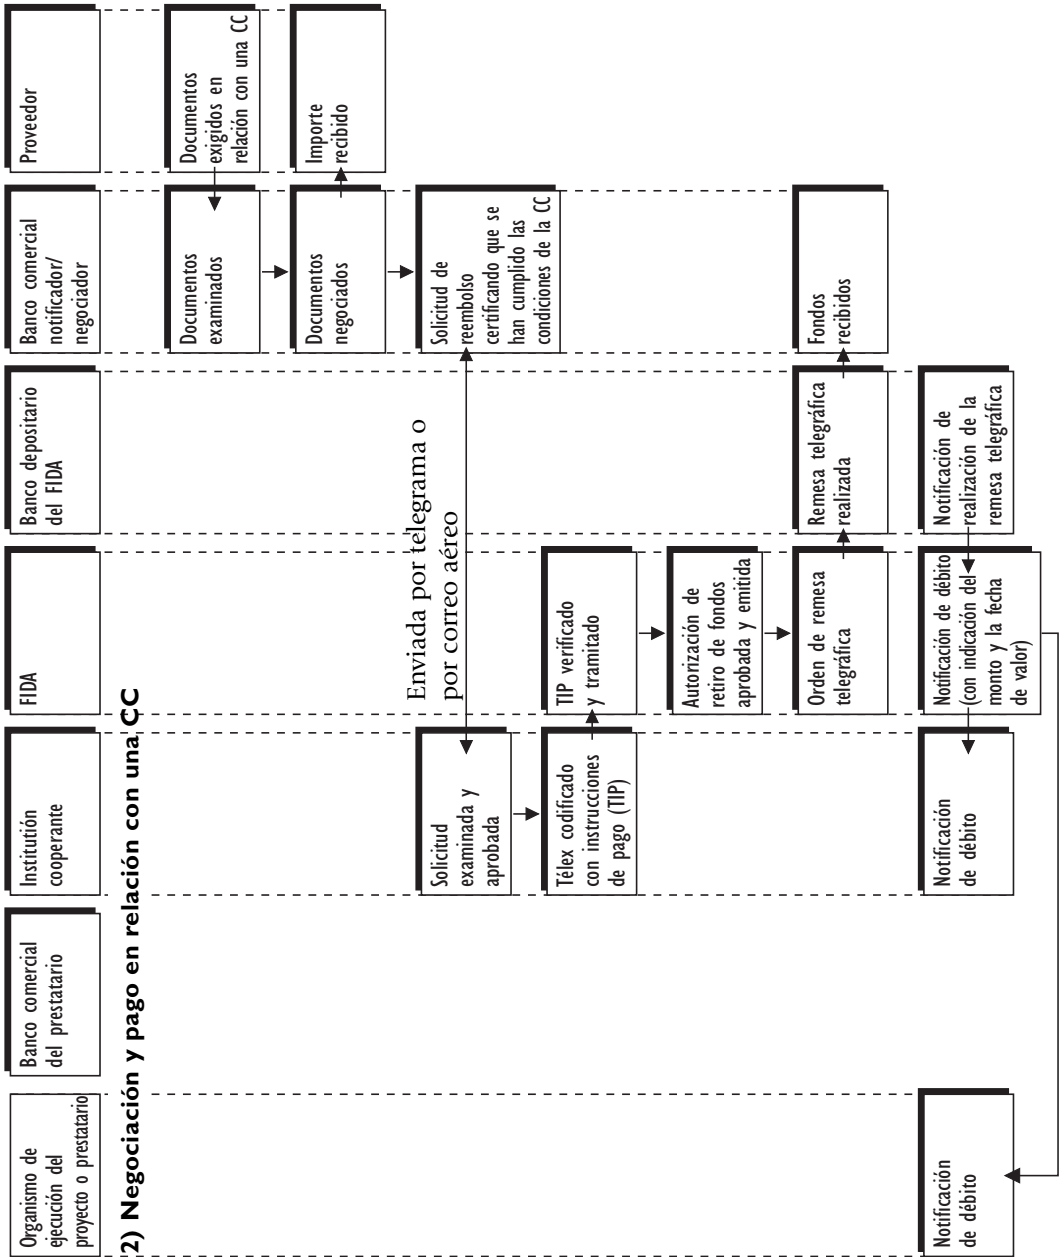 Organismo de
ejecución del
proyecto o prestatario
Banco comercial
del prestatario
Institutión
cooperante
FIDA
Banco depositario
del FIDA
Banco comercial
notificador/
negociador
Proveedor
2) Negociación y pago en relación con una CC
Documentos
examinados
Documentos
exigidos en
relación con una CC
Documentos
negociados
Importe
recibido
Solicitud
examinada y
aprobada
Enviada por telegrama o
por correo aéreo
Solicitud de
reembolso
certificando que se
han cumplido las
condiciones de la CC
Télex codificado
con instrucciones
de pago (TIP)
TIP verificado
y tramitado
Autorización de
retiro de fondos
aprobada y emitida
Orden de remesa
telegráfica
Remesa telegráfica
realizada
Fondos
recibidos
Notificación
de débito
Notificación
de débito
Notificación de débito
(con indicación del
monto y la fecha
de valor)
Notificación de
realización de la
remesa telegráfica